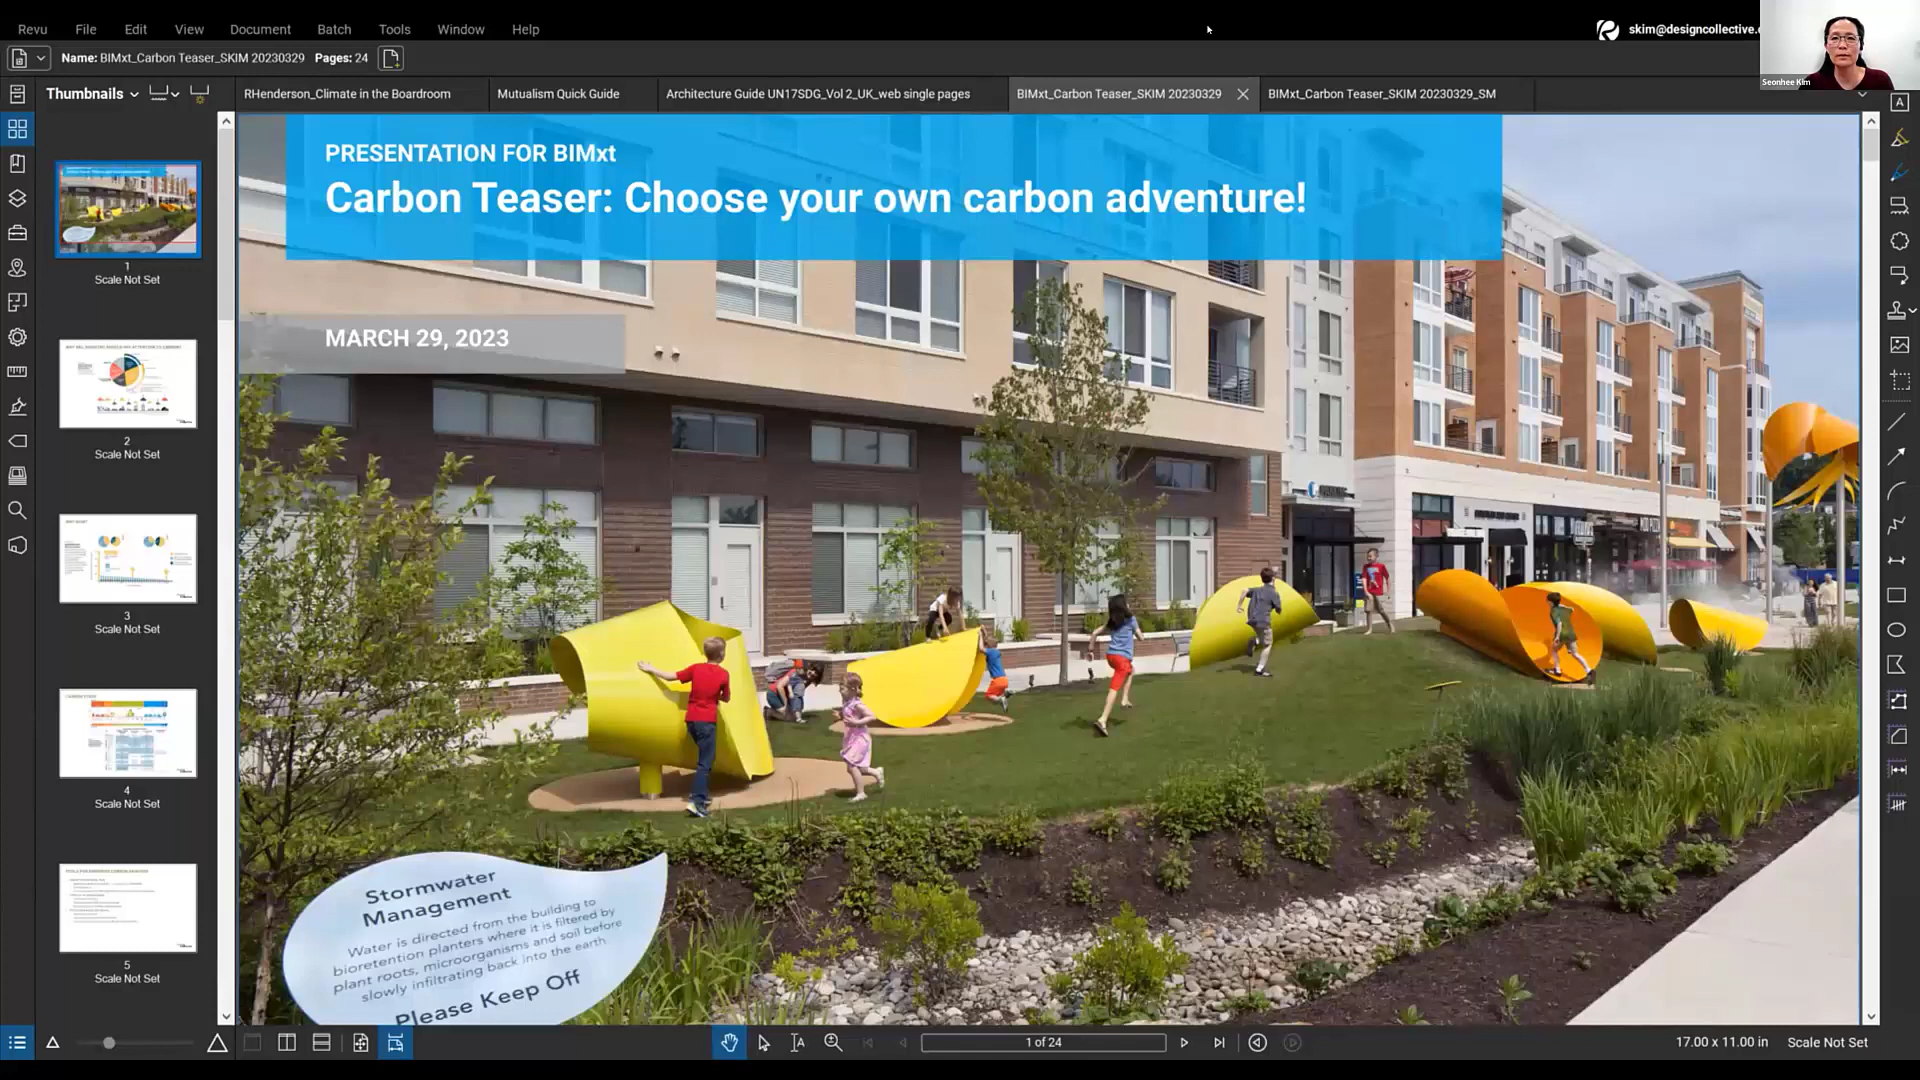 Revu File Edit View Document Batch Tools Window Help
skim@designcollective.c
Seonhee Kim
Name: BIMxt_Carbon Teaser_SKIM 20230329 Pages: 24
Thumbnails
RHenderson_Climate in the Boardroom
Mutualism Quick Guide
Architecture Guide UN17SDG_Vol 2_UK_web single pages
BIMxt_Carbon Teaser_SKIM 20230329
BIMxt_Carbon Teaser_SKIM 20230329_SM
1
Scale Not Set
2
Scale Not Set
3
Scale Not Set
4
Scale Not Set
5
Scale Not Set
PRESENTATION FOR BIMxt
Carbon Teaser: Choose your own carbon adventure!
MARCH 29, 2023
Stormwater
Management
Water is directed from the building to
bioretention planters where it is filtered by
plant roots, microorganisms and soil before
slowly infiltrating back into the earth
Please Keep Off
1 of 24
17.00 x 11.00 in
Scale Not Set